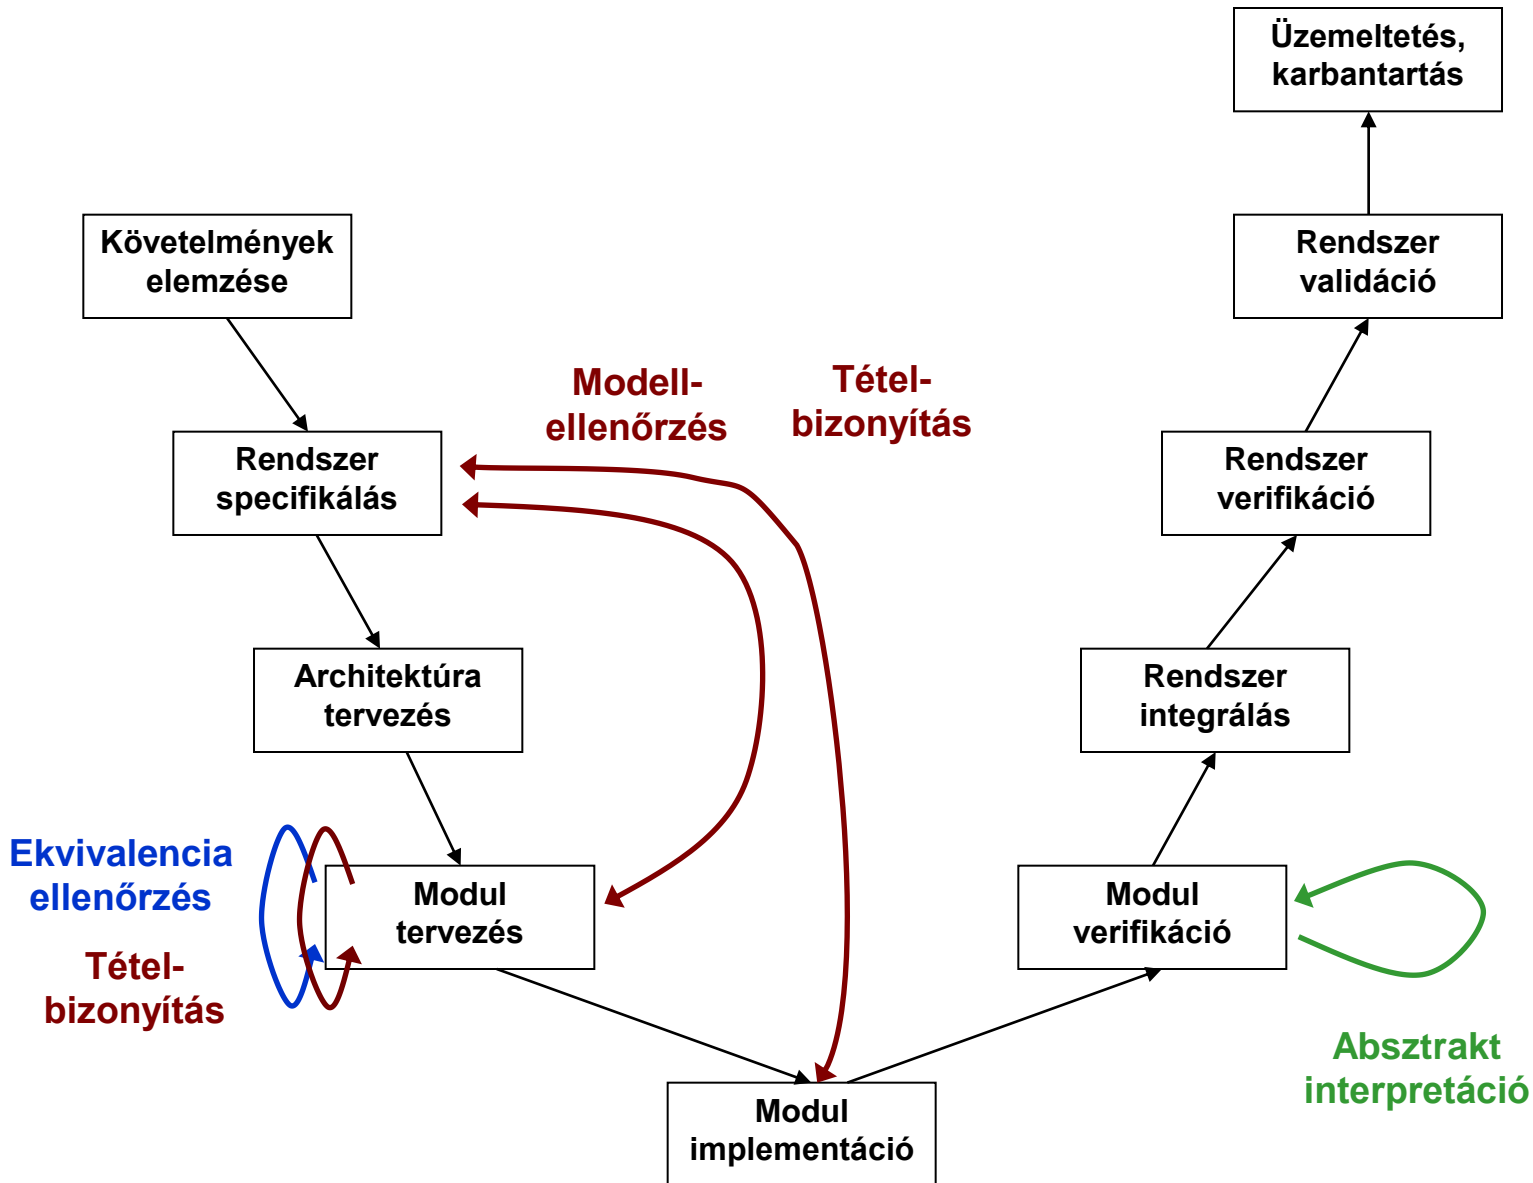 Üzemeltetés,
karbantartás
Követelmények
elemzése
Rendszer
validáció
Modell-
ellenőrzés
Tétel-
bizonyítás
Rendszer
specifikálás
Rendszer
verifikáció
Architektúra
tervezés
Rendszer
integrálás
Ekvivalencia
ellenőrzés
Tétel-
bizonyítás
Modul
tervezés
Modul
verifikáció
Absztrakt
interpretáció
Modul
implementáció